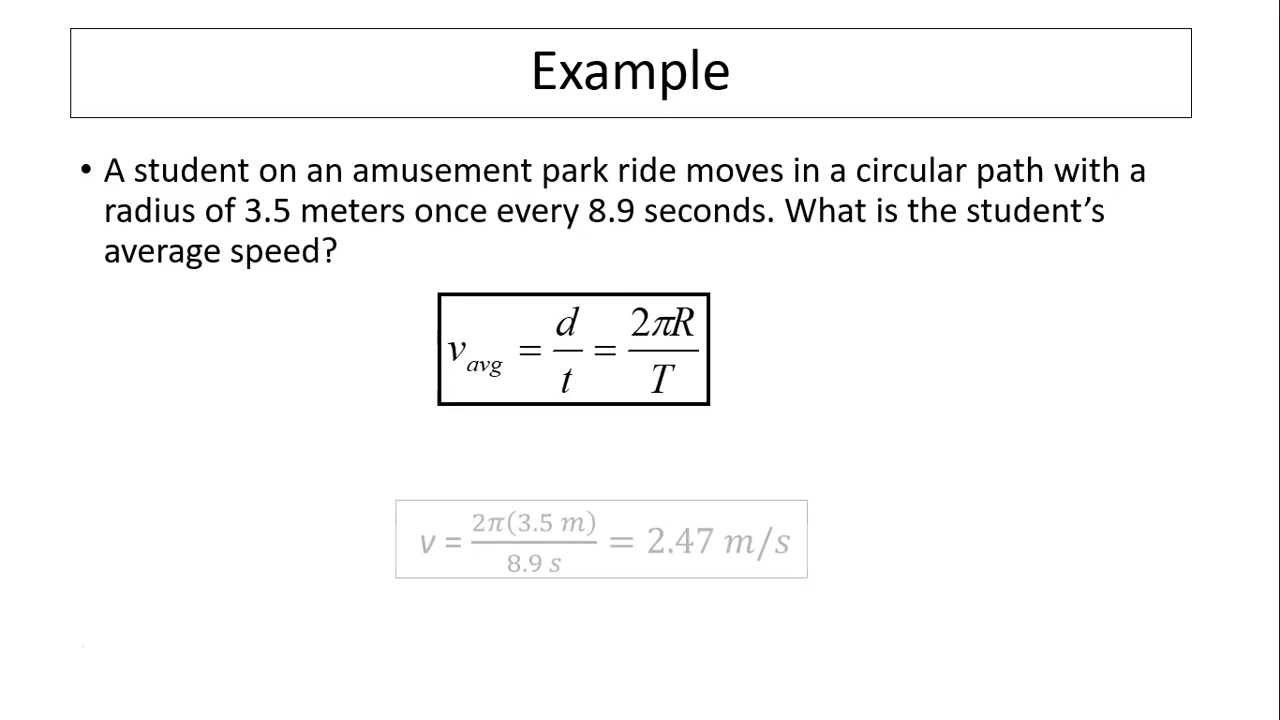 Example
• A student on an amusement park ride moves in a circular path with a
radius of 3.5 meters once every 8.9 seconds. What is the student’s
average speed?
v_avg = d/t = 2πR/T
v = 2π(3.5 m)/8.9 s = 2.47 m/s